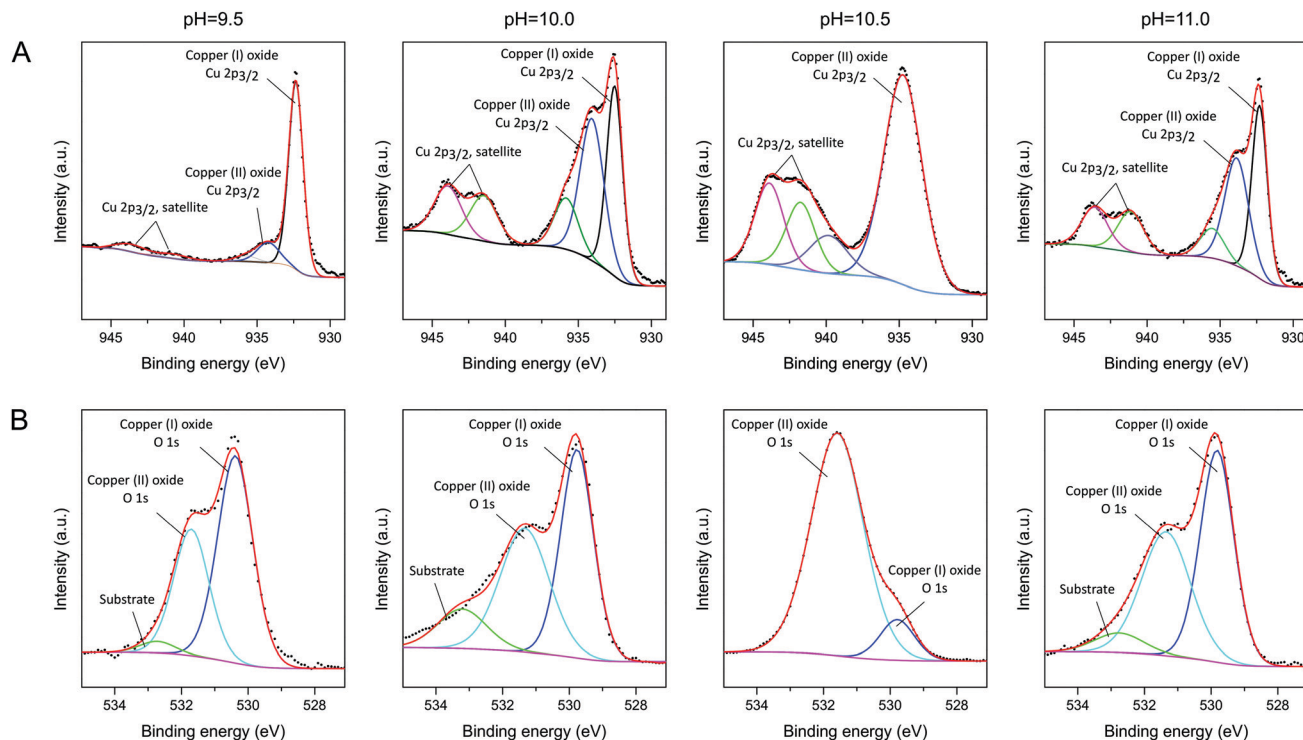 pH=9.5
pH=10.0
pH=10.5
pH=11.0
A
Copper (I) oxide
Cu 2p3/2
Copper (II) oxide
Cu 2p3/2
Cu 2p3/2, satellite
Intensity (a.u.)
945
940
935
930
Binding energy (eV)
Copper (I) oxide
Cu 2p3/2
Copper (II) oxide
Cu 2p3/2
Cu 2p3/2, satellite
Intensity (a.u.)
945
940
935
930
Binding energy (eV)
Copper (II) oxide
Cu 2p3/2
Cu 2p3/2, satellite
Intensity (a.u.)
945
940
935
930
Binding energy (eV)
Copper (I) oxide
Cu 2p3/2
Copper (II) oxide
Cu 2p3/2
Cu 2p3/2, satellite
Intensity (a.u.)
945
940
935
930
Binding energy (eV)
B
Copper (I) oxide
O 1s
Copper (II) oxide
O 1s
Substrate
Intensity (a.u.)
534
532
530
528
Binding energy (eV)
Copper (I) oxide
O 1s
Copper (II) oxide
O 1s
Substrate
Intensity (a.u.)
534
532
530
528
Binding energy (eV)
Copper (II) oxide
O 1s
Copper (I) oxide
O 1s
Intensity (a.u.)
534
532
530
528
Binding energy (eV)
Copper (I) oxide
O 1s
Copper (II) oxide
O 1s
Substrate
Intensity (a.u.)
534
532
530
528
Binding energy (eV)